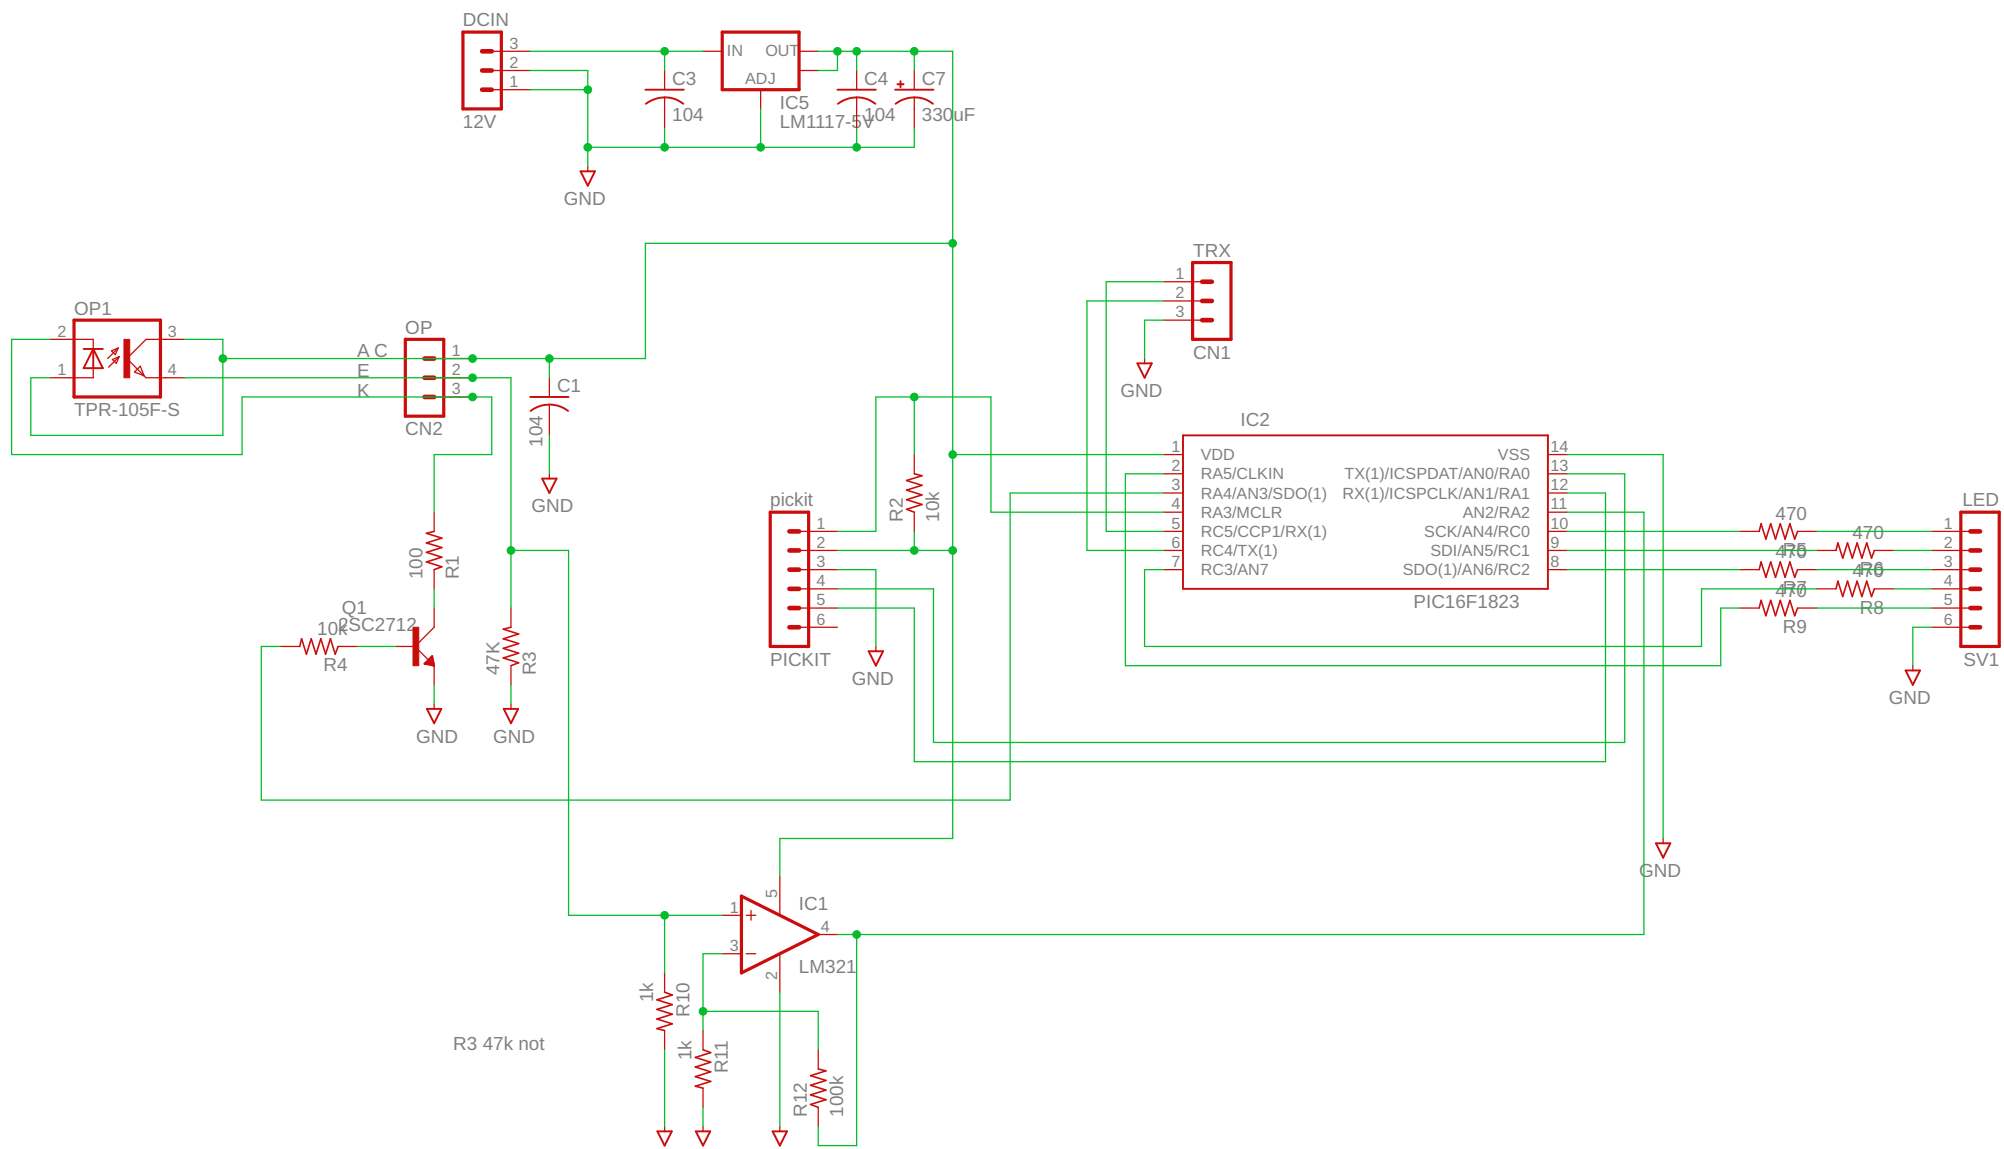 DCIN
3
2
1
12V
IN
OUT
ADJ
IC5
LM1117-5V
C3
104
C4
104
C7
330uF
GND
OP1
2
1
3
4
TPR-105F-S
A C
E
K
OP
1
2
3
CN2
C1
104
GND
100
R1
Q1
2SC2712
10k
R4
47K
R3
GND
GND
pickit
1
2
3
4
5
6
PICKIT
GND
R2
10k
TRX
1
2
3
CN1
GND
IC2
1
2
3
4
5
6
7
VDD
RA5/CLKIN
RA4/AN3/SDO(1)
RA3/MCLR
RC5/CCP1/RX(1)
RC4/TX(1)
RC3/AN7
VSS
TX(1)/ICSPDAT/AN0/RA0
RX(1)/ICSPCLK/AN1/RA1
AN2/RA2
SCK/AN4/RC0
SDI/AN5/RC1
SDO(1)/AN6/RC2
14
13
12
11
10
9
8
PIC16F1823
470
R5
470
R6
470
R7
470
R8
470
R9
LED
1
2
3
4
5
6
SV1
GND
GND
IC1
1
3
5
2
4
+
−
LM321
1k
R10
1k
R11
R12
100k
R3 47k not